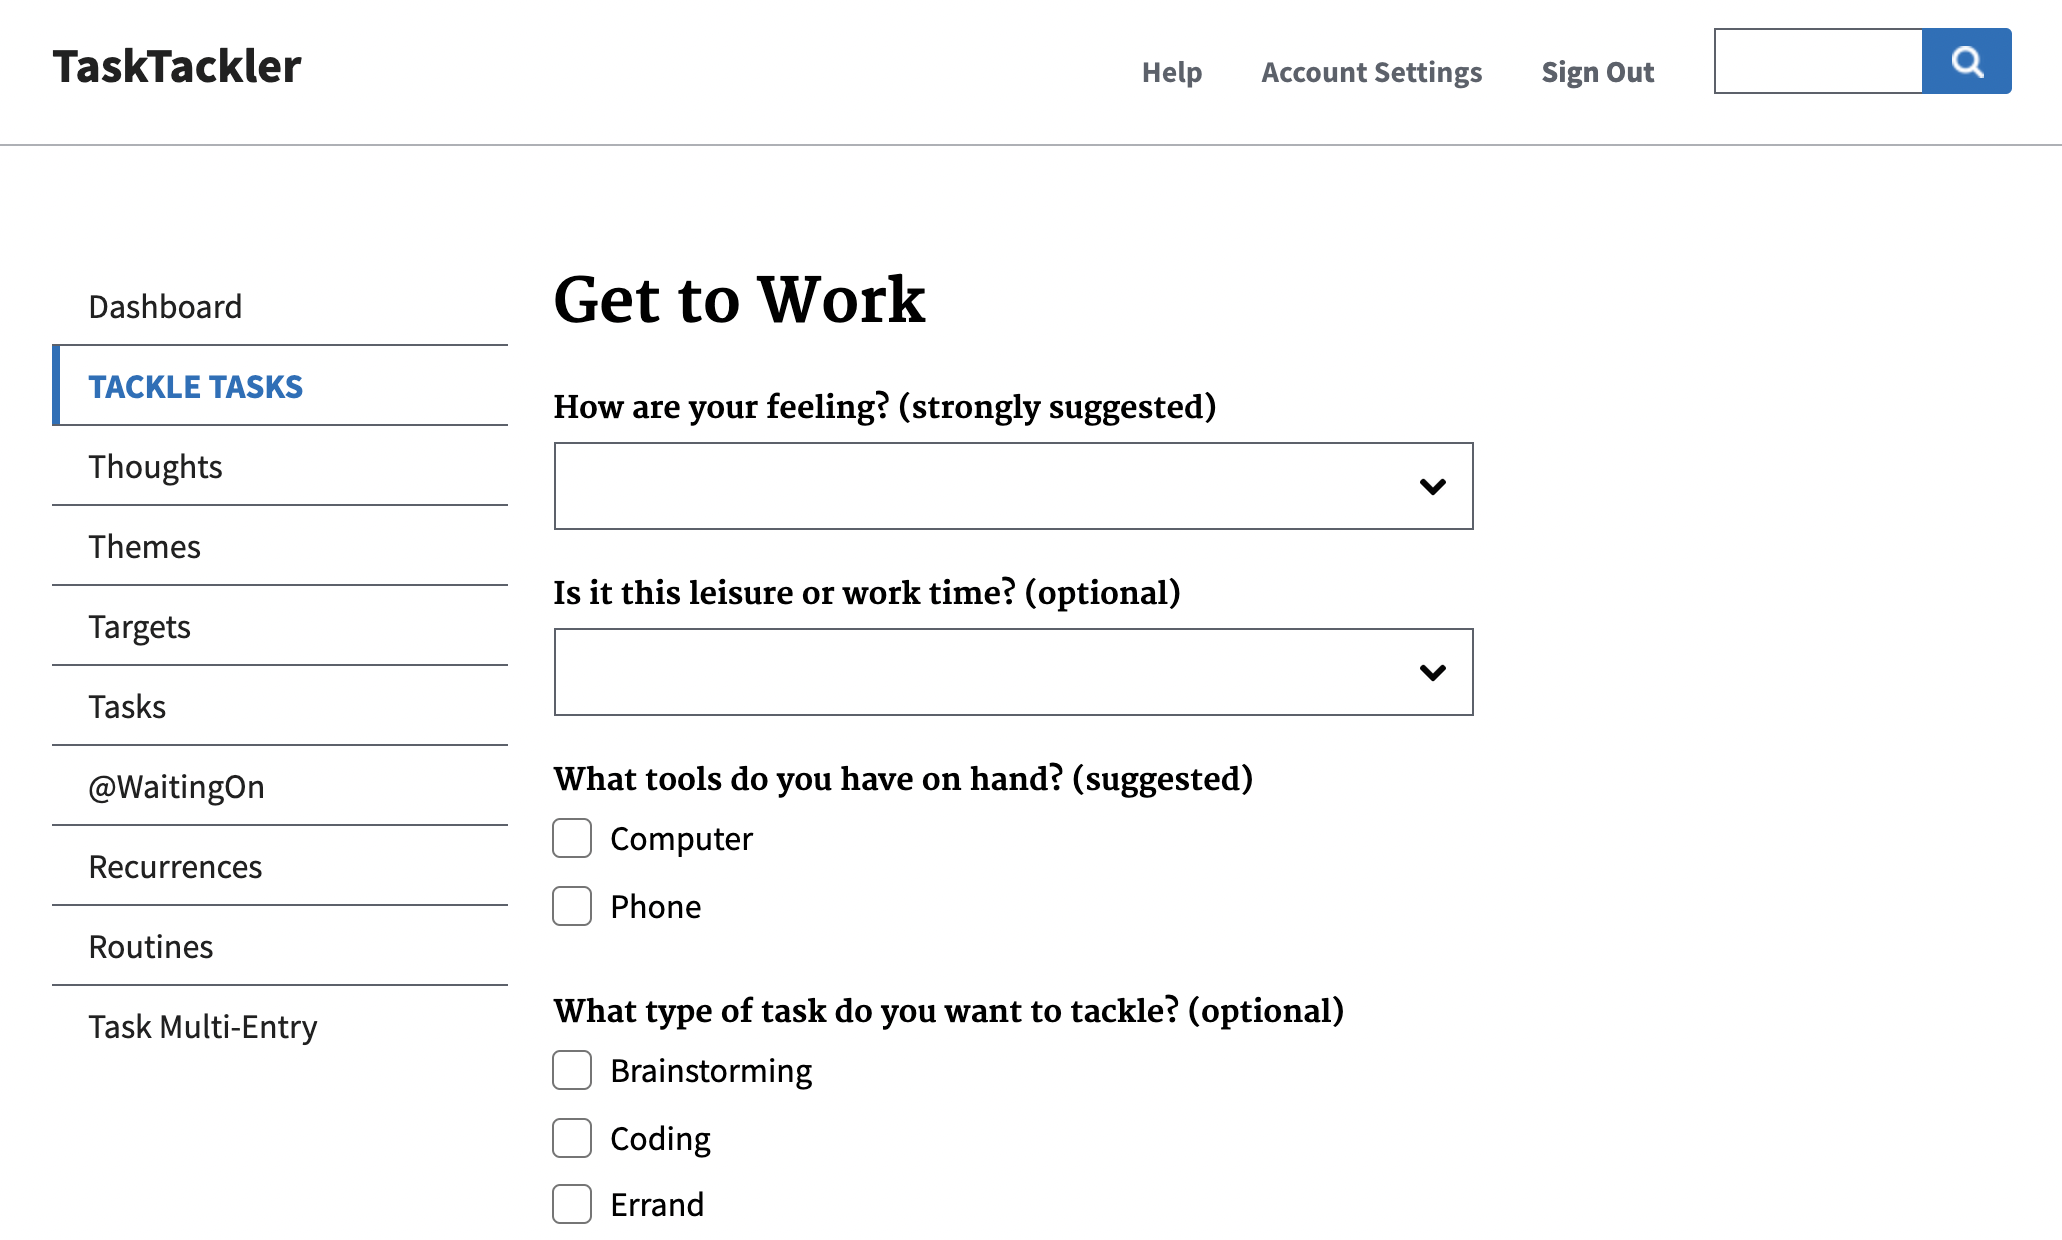 TaskTackler
Help
Account Settings
Sign Out
Dashboard
TACKLE TASKS
Thoughts
Themes
Targets
Tasks
@WaitingOn
Recurrences
Routines
Task Multi-Entry
Get to Work
How are your feeling? (strongly suggested)
Is it this leisure or work time? (optional)
What tools do you have on hand? (suggested)
Computer
Phone
What type of task do you want to tackle? (optional)
Brainstorming
Coding
Errand